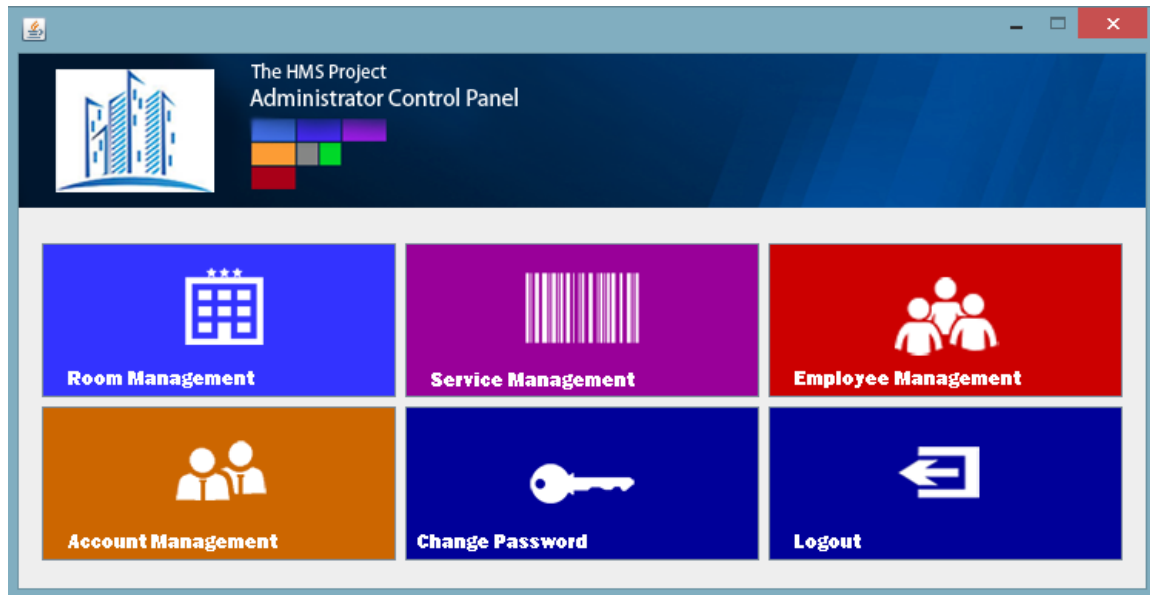 The HMS Project
Administrator Control Panel
Room Management
Service Management
Employee Management
Account Management
Change Password
Logout